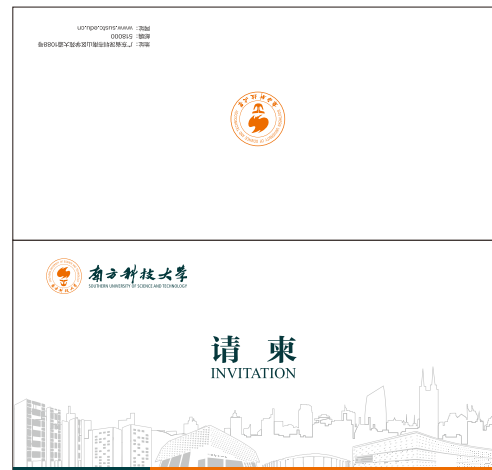 地址：广东省深圳市南山区学苑大道1088号
邮编：518000
网址：www.sustc.edu.cn
南方科技大学
SOUTHERN UNIVERSITY OF SCIENCE AND TECHNOLOGY
请柬
INVITATION